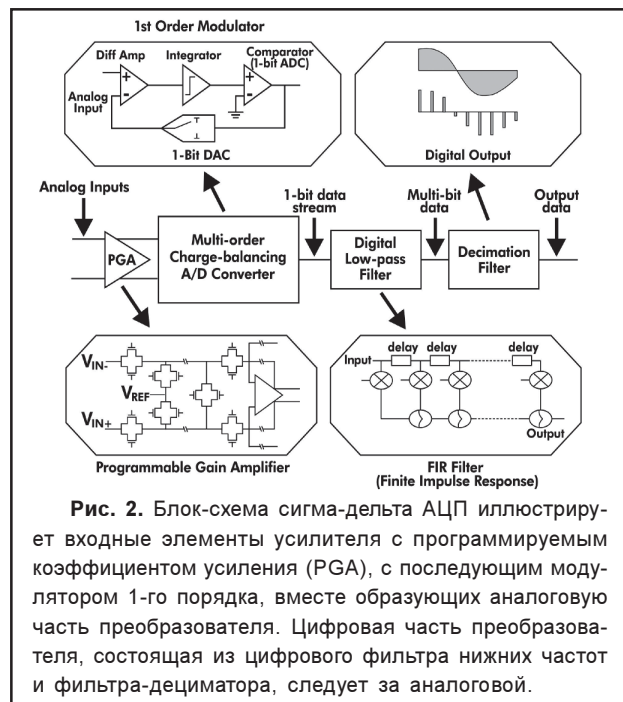 1st Order Modulator
Diff Amp
Integrator
Comparator
(1-bit ADC)
+
-
+
-
Analog
Input
1-Bit DAC
Digital Output
Analog Inputs
1-bit data
stream
Multi-bit
data
Output
data
PGA
Multi-order
Charge-balancing
A/D Converter
Digital
Low-pass
Filter
Decimation
Filter
VIN-
VREF
VIN+
Programmable Gain Amplifier
Input
delay
delay
delay
Output
FIR Filter
(Finite Impulse Response)
Рис. 2. Блок-схема сигма-дельта АЦП иллюстриру-
ет входные элементы усилителя с программируемым
коэффициентом усиления (PGA), с последующим моду-
лятором 1-го порядка, вместе образующих аналоговую
часть преобразователя. Цифровая часть преобразова-
теля, состоящая из цифрового фильтра нижних частот
и фильтра-дециматора, следует за аналоговой.